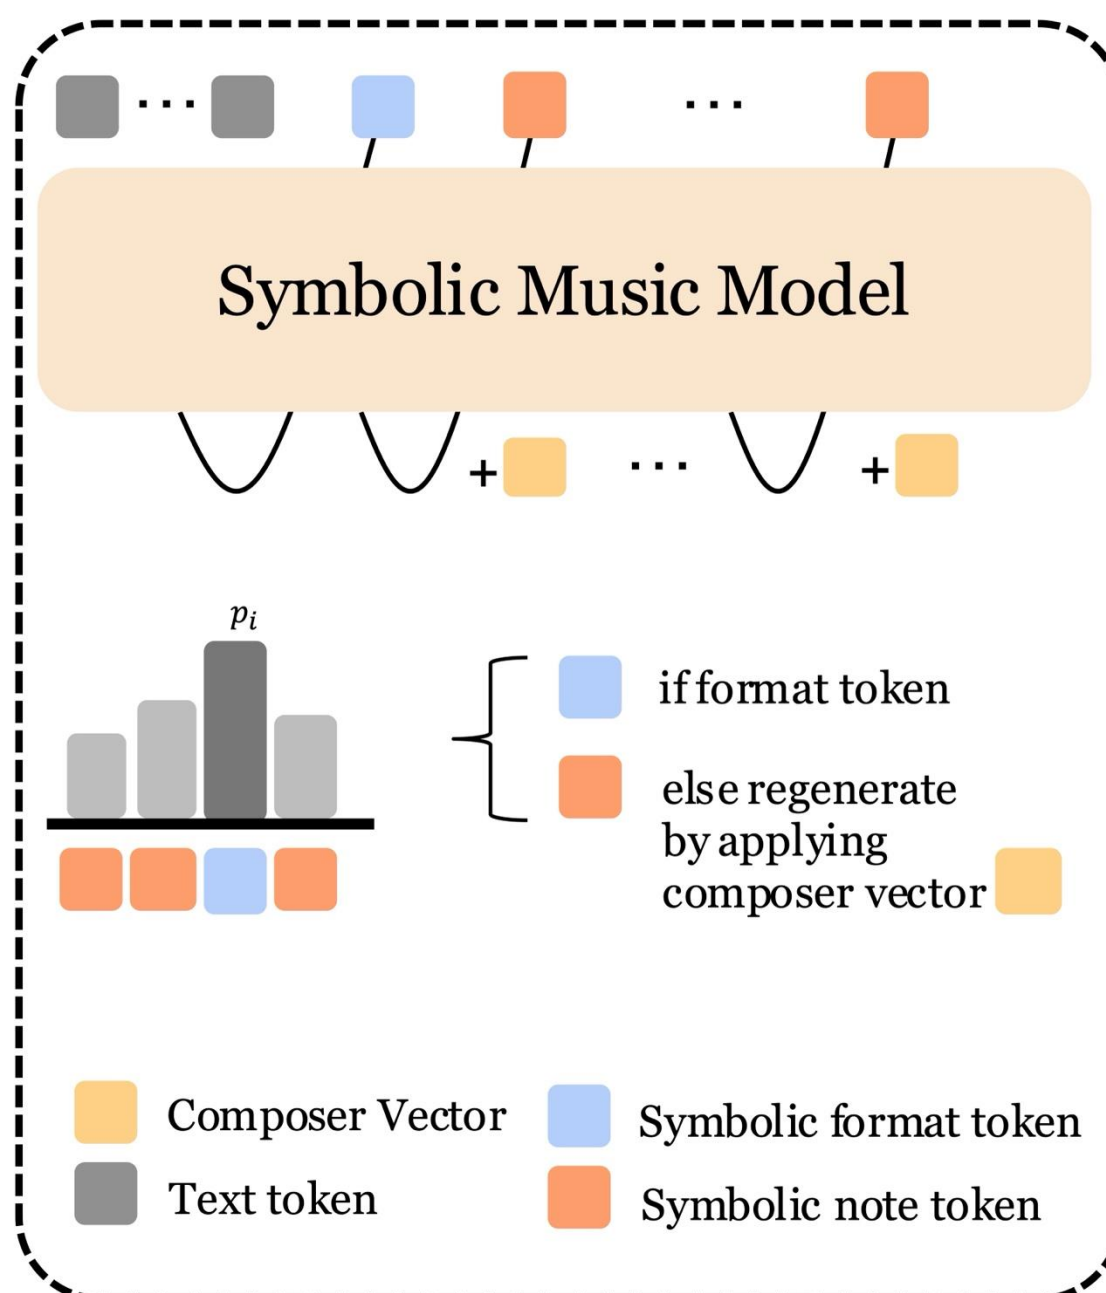 ...
Symbolic Music Model
+
...
+
p_i
if format token
else regenerate
by applying
composer vector
Composer Vector
Symbolic format token
Text token
Symbolic note token